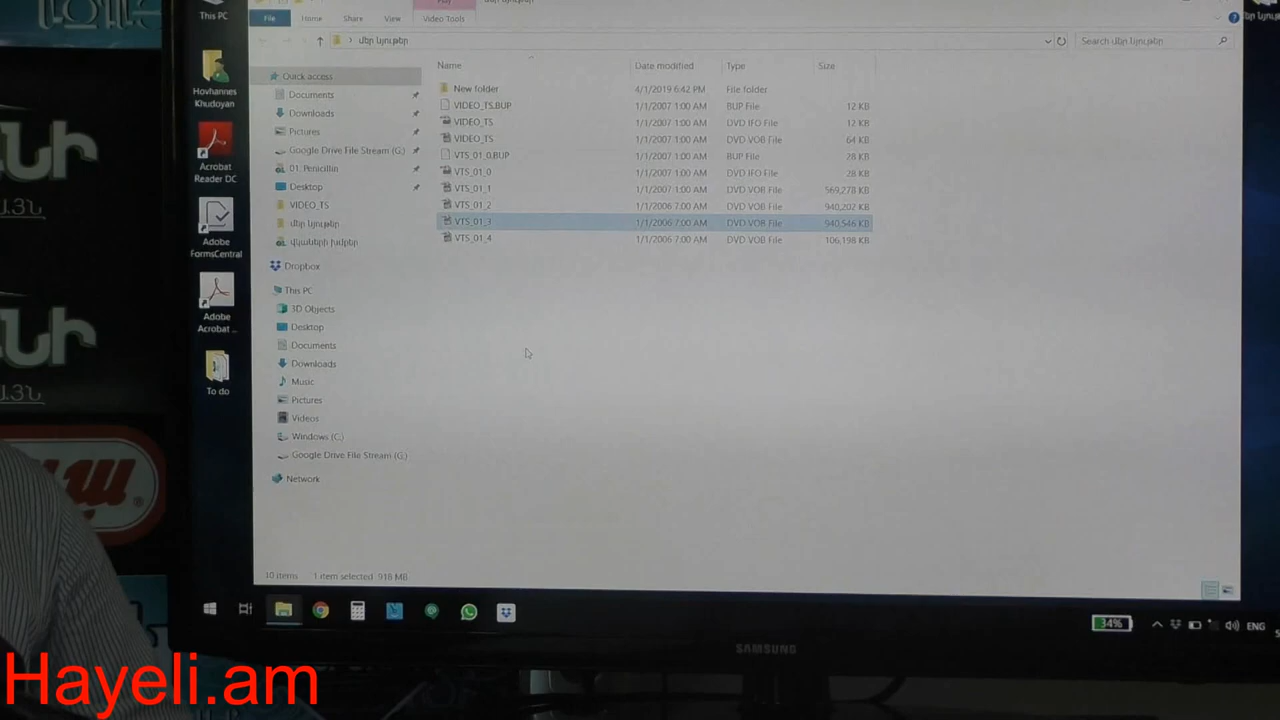 This PC
Hovhannes
Khudoyan
Acrobat
Reader DC
Adobe
FormsCentral
Adobe
Acrobat ...
To do
File Home Share View Video Tools
մեր նյութեր
Search մեր նյութեր
Quick access
Documents
Downloads
Pictures
Google Drive File Stream (G:)
01. Penicillin
Desktop
VIDEO_TS
մեր նյութեր
Dropbox
This PC
3D Objects
Desktop
Documents
Downloads
Music
Pictures
Videos
Windows (C:)
Google Drive File Stream (G:)
Network
Name Date modified Type Size
New folder 4/1/2019 6:42 PM File folder
VIDEO_TS.BUP 1/1/2007 1:00 AM BUP File 12 KB
VIDEO_TS 1/1/2007 1:00 AM DVD IFO File 12 KB
VIDEO_TS 1/1/2007 1:00 AM DVD VOB File 64 KB
VTS_01_0.BUP 1/1/2007 1:00 AM BUP File 28 KB
VTS_01_0 1/1/2007 1:00 AM DVD IFO File 28 KB
VTS_01_1 1/1/2007 1:00 AM DVD VOB File 569,278 KB
VTS_01_2 1/1/2006 7:00 AM DVD VOB File 940,202 KB
VTS_01_3 1/1/2006 7:00 AM DVD VOB File 940,546 KB
VTS_01_4 1/1/2006 7:00 AM DVD VOB File 106,198 KB
10 items 1 item selected 918 MB
34% ENG
SAMSUNG
Hayeli.am